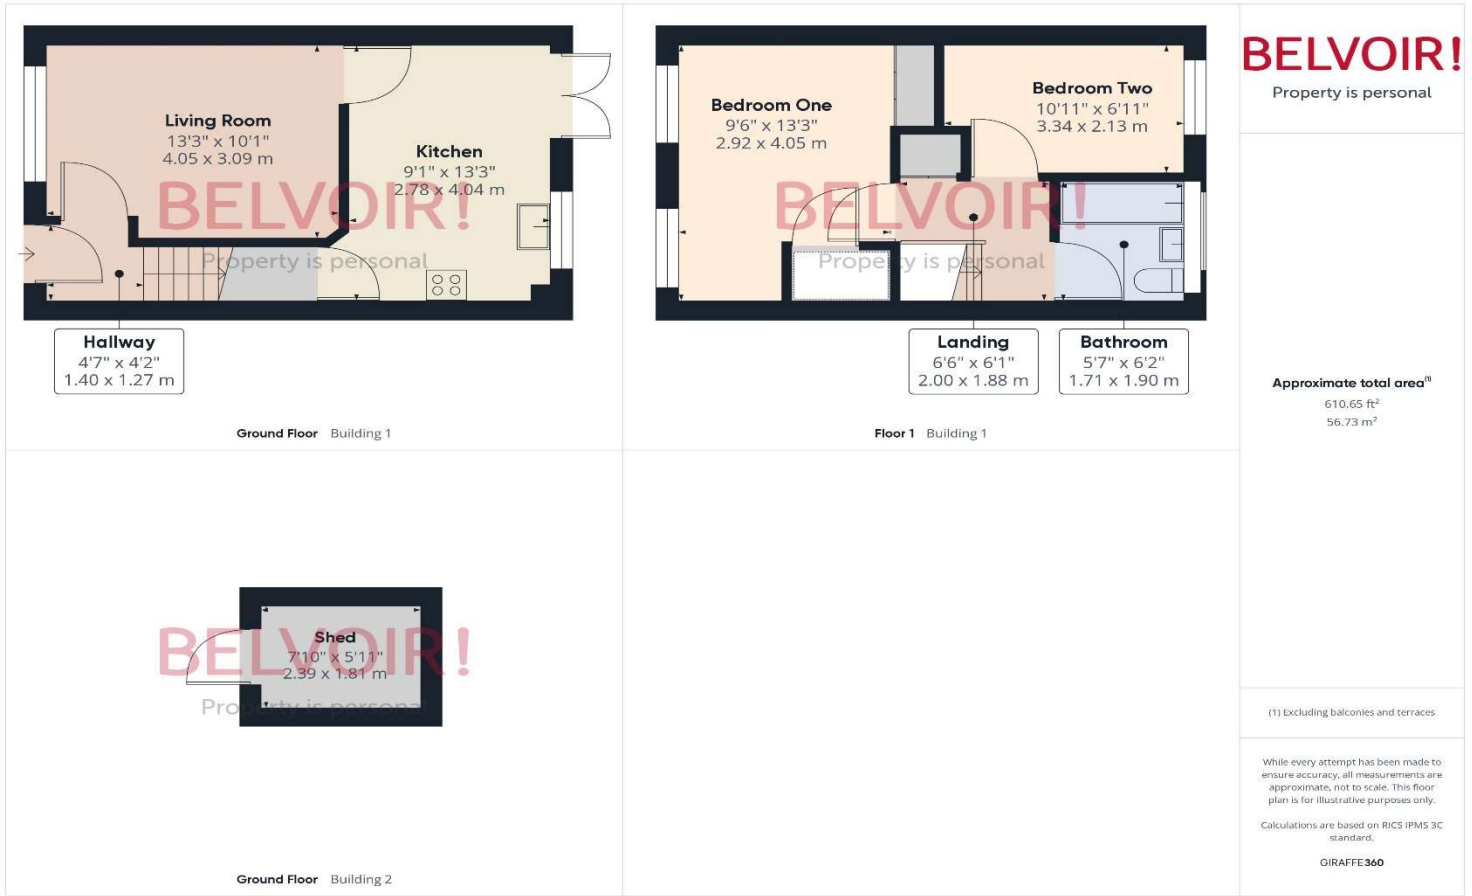 Living Room
13'3" x 10'1"
4.05 x 3.09 m
Kitchen
9'1" x 13'3"
2.78 x 4.04 m
BELVOIR!
Property is personal
Hallway
4'7" x 4'2"
1.40 x 1.27 m
Ground Floor Building 1
Bedroom One
9'6" x 13'3"
2.92 x 4.05 m
Bedroom Two
10'11" x 6'11"
3.34 x 2.13 m
BELVOIR!
Property is personal
Landing
6'6" x 6'1"
2.00 x 1.88 m
Bathroom
5'7" x 6'2"
1.71 x 1.90 m
Floor 1 Building 1
Shed
7'10" x 5'11"
2.39 x 1.81 m
BELVOIR!
Property is personal
Ground Floor Building 2
BELVOIR!
Property is personal
Approximate total area(1)
610.65 ft²
56.73 m²
(1) Excluding balconies and terraces
While every attempt has been made to
ensure accuracy, all measurements are
approximate, not to scale. This floor
plan is for illustrative purposes only.
Calculations are based on RICS IPMS 3C
standard.
GIRAFFE360